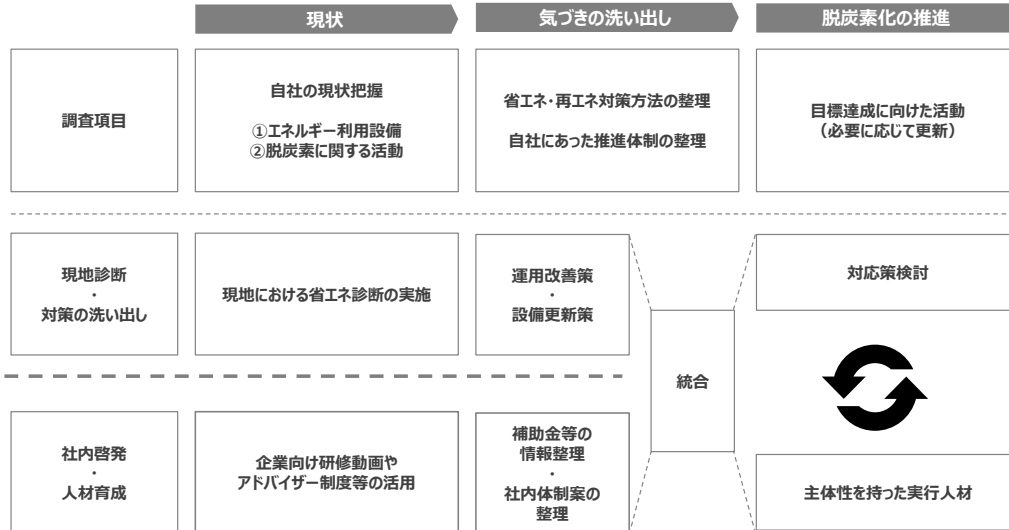 現状
気づきの洗い出し
脱炭素化の推進
調査項目
自社の現状把握
①エネルギー利用設備
②脱炭素に関する活動
省エネ・再エネ対策方法の整理
自社にあった推進体制の整理
目標達成に向けた活動
（必要に応じて更新）
現地診断
・
対策の洗い出し
現地における省エネ診断の実施
運用改善策
・
設備更新策
統合
対応策検討
社内啓発
・
人材育成
企業向け研修動画や
アドバイザー制度等の活用
補助金等の
情報整理
・
社内体制案の
整理
主体性を持った実行人材